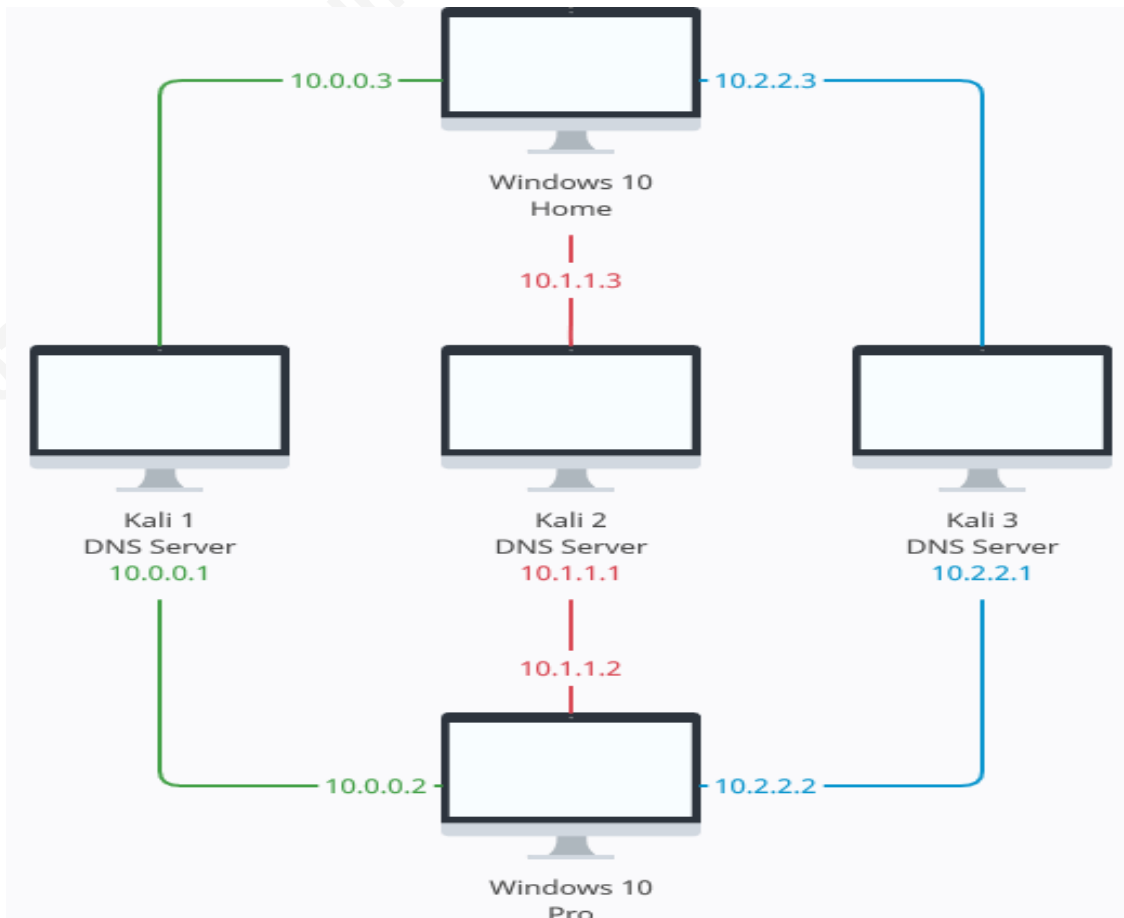 10.0.0.3
10.2.2.3
Windows 10
Home
10.1.1.3
Kali 1
DNS Server
10.0.0.1
Kali 2
DNS Server
10.1.1.1
Kali 3
DNS Server
10.2.2.1
10.1.1.2
10.0.0.2
10.2.2.2
Windows 10
Pro